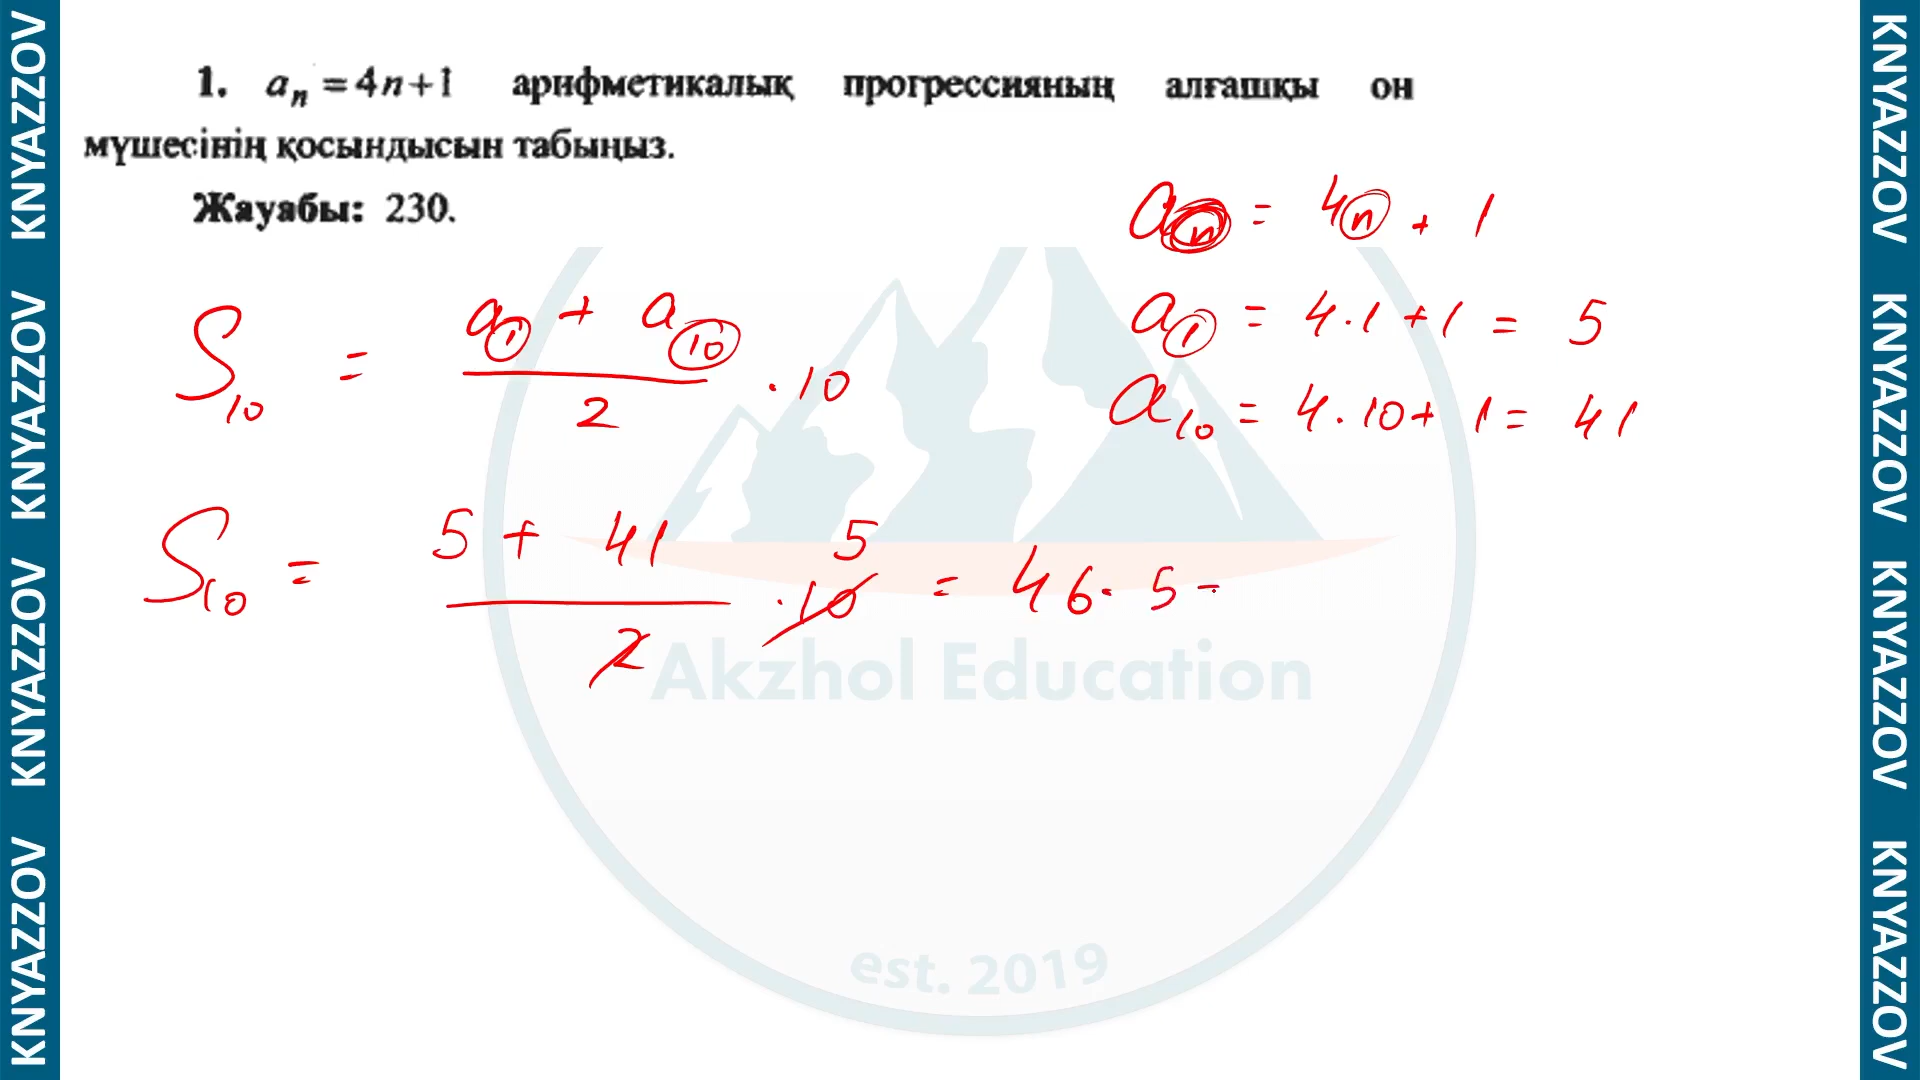 1. aₙ = 4n+1 арифметикалық прогрессияның алғашқы он
мүшесінің қосындысын табыңыз.
Жауабы: 230.
aₙ = 4n + 1
a₁ = 4·1 + 1 = 5
a₁₀ = 4·10 + 1 = 41
S₁₀ = (a₁ + a₁₀)/2 · 10
S₁₀ = (5 + 41)/2 · 10 5 = 46 · 5 -
Akzhol Education
est. 2019
KNYAZZOV KNYAZZOV KNYAZZOV KNYAZZOV
KNYAZZOV KNYAZZOV KNYAZZOV KNYAZZOV